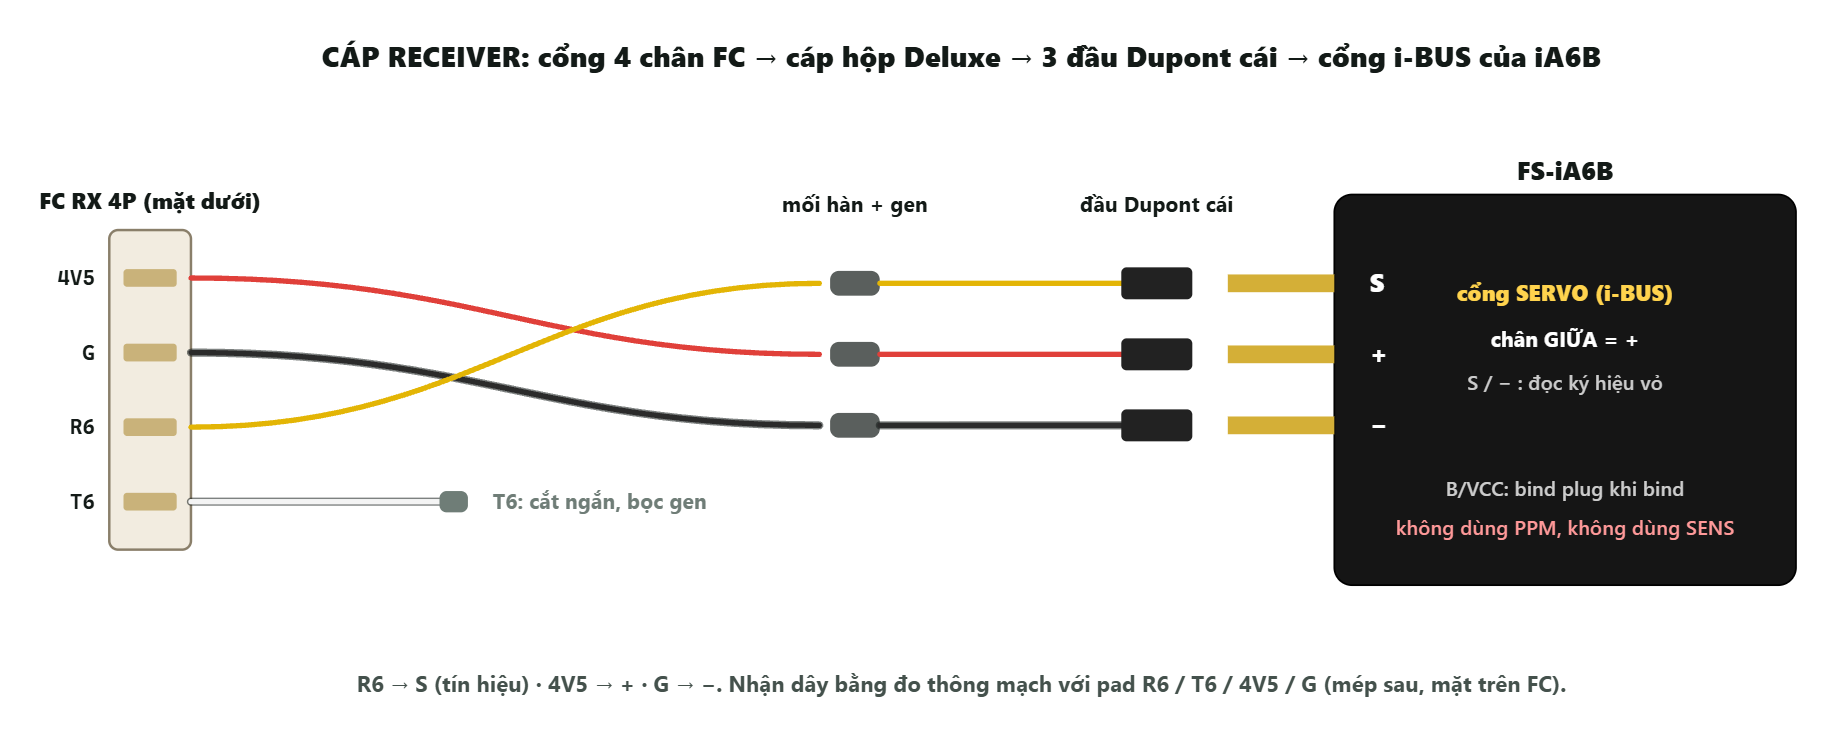 CÁP RECEIVER: cổng 4 chân FC → cáp hộp Deluxe → 3 đầu Dupont cái → cổng i-BUS của iA6B
FS-iA6B
FC RX 4P (mặt dưới)
mối hàn + gen
đầu Dupont cái
4V5
G
R6
T6
T6: cắt ngắn, bọc gen
S
+
–
cổng SERVO (i-BUS)
chân GIỮA = +
S / – : đọc ký hiệu vỏ
B/VCC: bind plug khi bind
không dùng PPM, không dùng SENS
R6 → S (tín hiệu) · 4V5 → + · G → –. Nhận dây bằng đo thông mạch với pad R6 / T6 / 4V5 / G (mép sau, mặt trên FC).